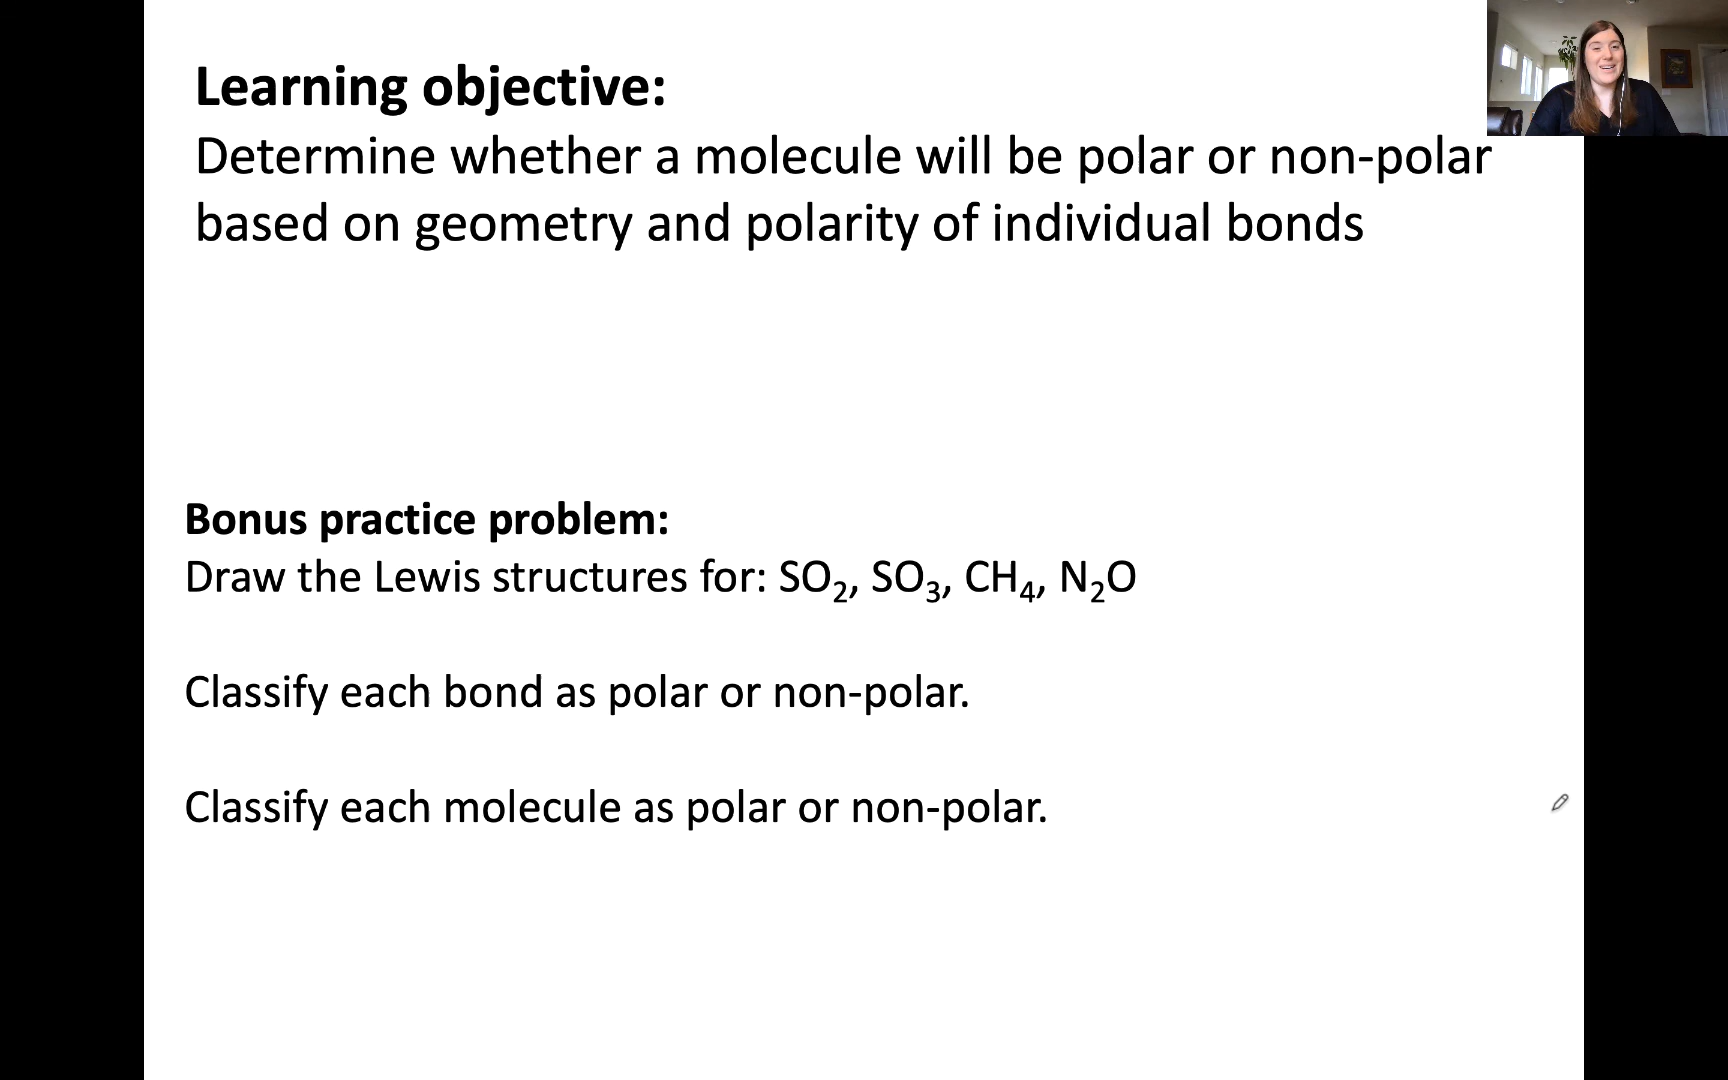 Learning objective:
Determine whether a molecule will be polar or non-polar
based on geometry and polarity of individual bonds
Bonus practice problem:
Draw the Lewis structures for: SO₂, SO₃, CH₄, N₂O
Classify each bond as polar or non-polar.
Classify each molecule as polar or non-polar.